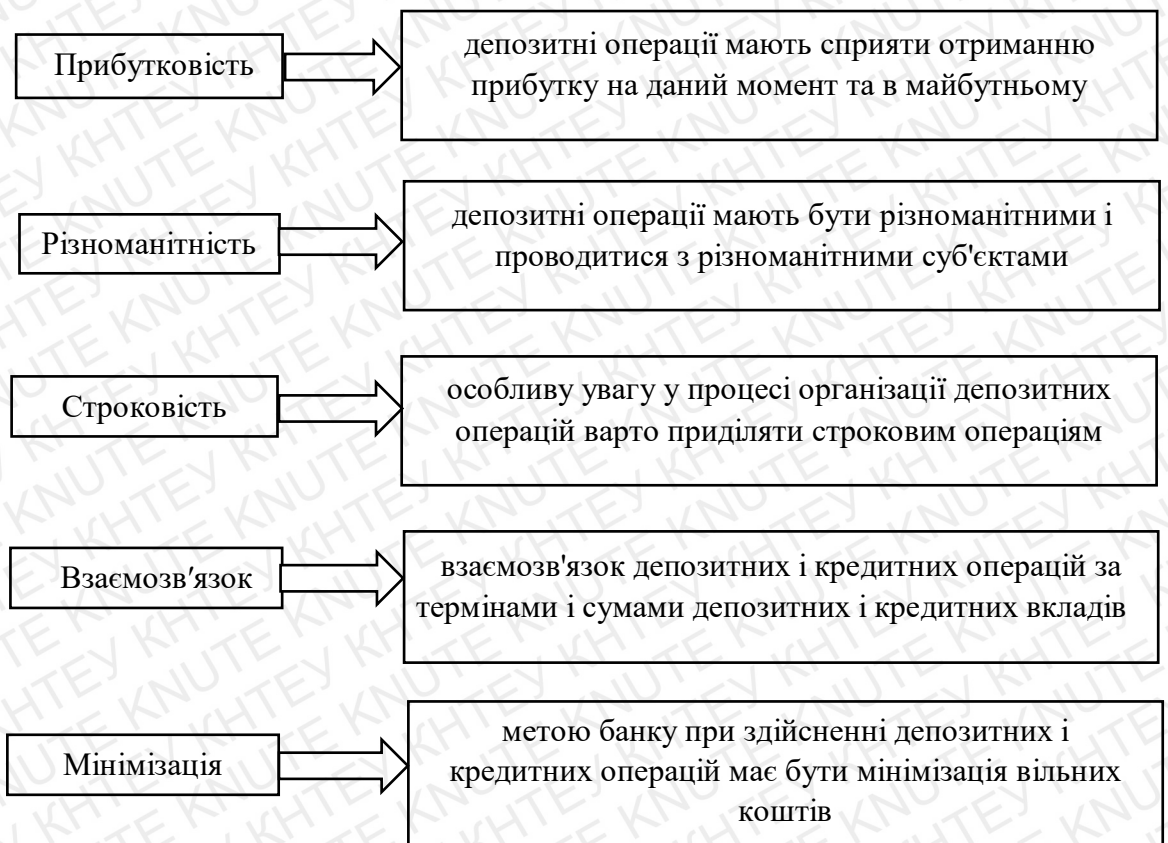 Прибутковість
депозитні операції мають сприяти отриманню
прибутку на даний момент та в майбутньому
Різноманітність
депозитні операції мають бути різноманітними і
проводитися з різноманітними суб'єктами
Строковість
особливу увагу у процесі організації депозитних
операцій варто приділяти строковим операціям
Взаємозв′язок
взаємозв'язок депозитних і кредитних операцій за
термінами і сумами депозитних і кредитних вкладів
Мінімізація
метою банку при здійсненні депозитних і
кредитних операцій має бути мінімізація вільних
коштів